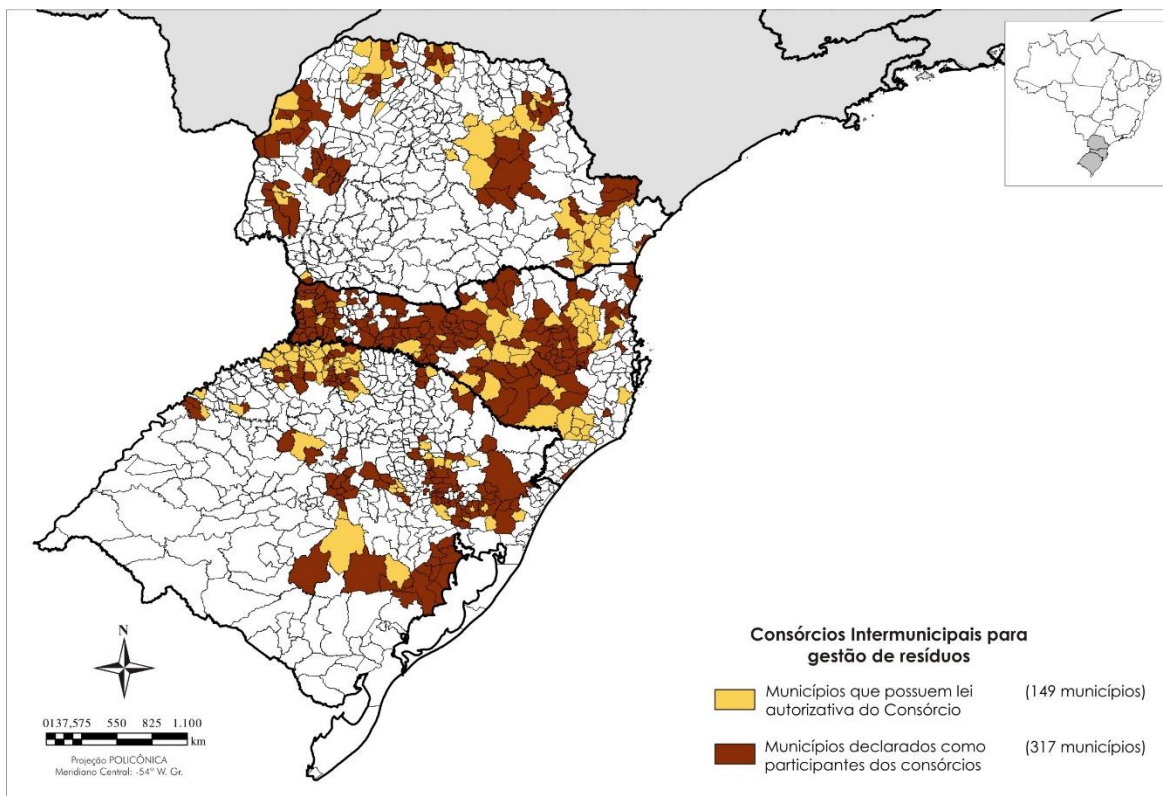 Consórcios Intermunicipais para
gestão de resíduos
Municípios que possuem lei (149 municípios)
autorizativa do Consórcio
Municípios declarados como (317 municípios)
participantes dos consórcios
N
0137,575 550 825 1.100
km
Projeção POLICÔNICA
Meridiano Central: -54º W. Gr.